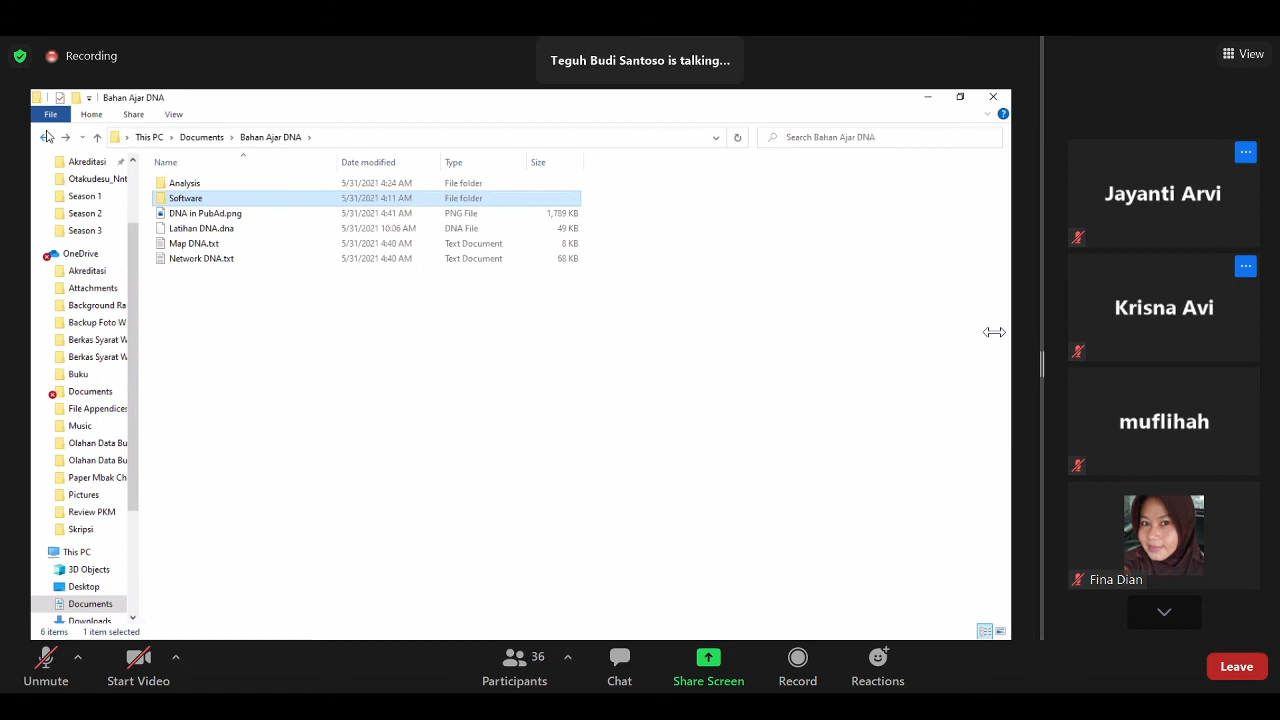 Recording
Teguh Budi Santoso is talking...
View
Bahan Ajar DNA
File Home Share View
This PC Documents Bahan Ajar DNA
Search Bahan Ajar DNA
Akreditasi
Otakudesu_Nnt
Season 1
Season 2
Season 3
OneDrive
Akreditasi
Attachments
Background Ra
Backup Foto W
Berkas Syarat W
Berkas Syarat W
Buku
Documents
File Appendices
Music
Olahan Data Bu
Olahan Data Bu
Paper Mbak Ch
Pictures
Review PKM
Skripsi
This PC
3D Objects
Desktop
Documents
Downloads
Name Date modified Type Size
Analysis 5/31/2021 4:24 AM File folder
Software 5/31/2021 4:11 AM File folder
DNA in PubAd.png 5/31/2021 4:41 AM PNG File 1,789 KB
Latihan DNA.dna 5/31/2021 10:06 AM DNA File 49 KB
Map DNA.txt 5/31/2021 4:40 AM Text Document 8 KB
Network DNA.txt 5/31/2021 4:40 AM Text Document 68 KB
6 items 1 item selected
Jayanti Arvi
Krisna Avi
muflihah
Fina Dian
Unmute
Start Video
36
Participants
Chat
Share Screen
Record
Reactions
Leave